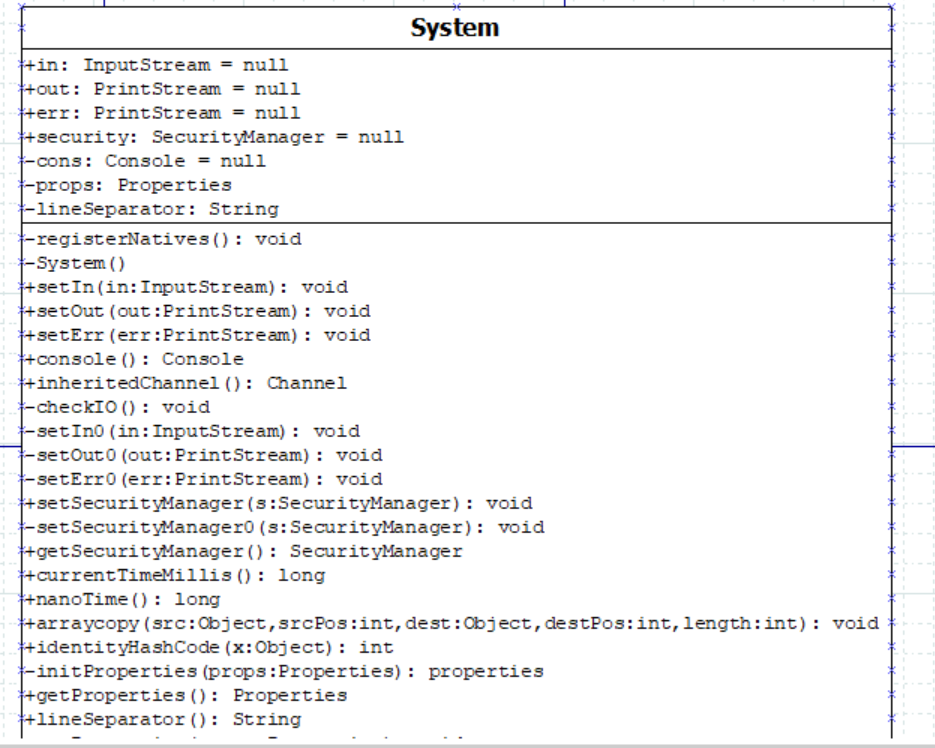 System
+in: InputStream = null
+out: PrintStream = null
+err: PrintStream = null
+security: SecurityManager = null
-cons: Console = null
-props: Properties
-lineSeparator: String
-registerNatives(): void
-System()
+setIn(in:InputStream): void
+setOut(out:PrintStream): void
+setErr(err:PrintStream): void
+console(): Console
+inheritedChannel(): Channel
-checkIO(): void
-setIn0(in:InputStream): void
-setOut0(out:PrintStream): void
-setErr0(err:PrintStream): void
+setSecurityManager(s:SecurityManager): void
-setSecurityManager0(s:SecurityManager): void
+getSecurityManager(): SecurityManager
+currentTimeMillis(): long
+nanoTime(): long
+arraycopy(src:Object,srcPos:int,dest:Object,destPos:int,length:int): void
+identityHashCode(x:Object): int
-initProperties(props:Properties): properties
+getProperties(): Properties
+lineSeparator(): String